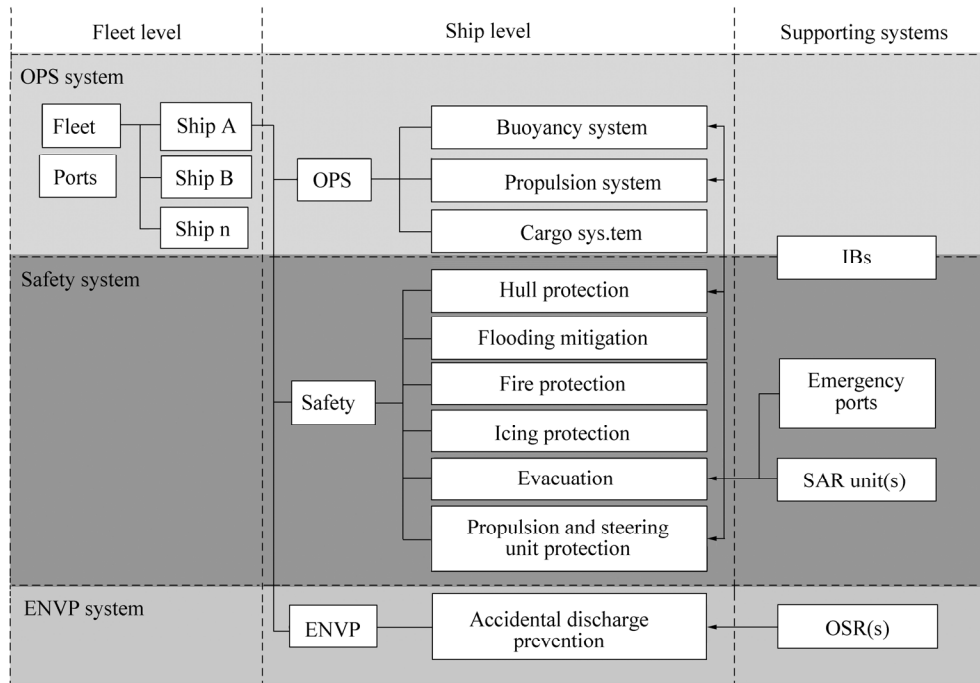 Fleet level
Ship level
Supporting systems
OPS system
Fleet
Ports
Ship A
Ship B
Ship n
OPS
Buoyancy system
Propulsion system
Cargo sys.tem
IBs
Safety system
Safety
Hull protection
Flooding mitigation
Fire protection
Icing protection
Evacuation
Propulsion and steering
unit protection
Emergency
ports
SAR unit(s)
ENVP system
ENVP
Accidental discharge
prevention
OSR(s)